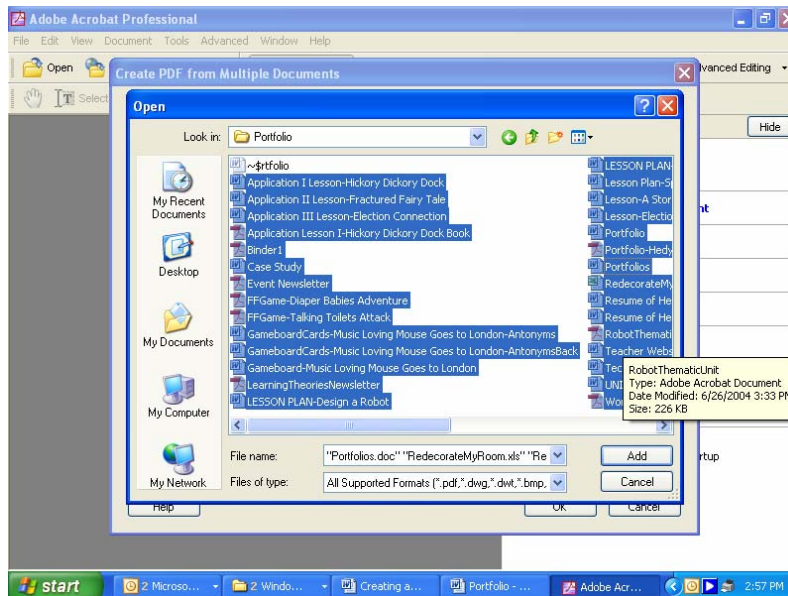 Adobe Acrobat Professional
File Edit View Document Tools Advanced Window Help
Open
Create PDF from Multiple Documents
vanced Editing
Select
Open
Hide
Look in:
Portfolio
My Recent Documents
Desktop
My Documents
My Computer
My Network
~$rtfolio
Application I Lesson-Hickory Dickory Dock
Application II Lesson-Fractured Fairy Tale
Application III Lesson-Election Connection
Application Lesson I-Hickory Dickory Dock Book
Binder1
Case Study
Event Newsletter
FFGame-Diaper Babies Adventure
FFGame-Talking Toilets Attack
GameboardCards-Music Loving Mouse Goes to London-Antonyms
GameboardCards-Music Loving Mouse Goes to London-AntonymsBack
Gameboard-Music Loving Mouse Goes to London
LearningTheoriesNewsletter
LESSON PLAN-Design a Robot
LESSON PLAN-
Lesson Plan-S
Lesson-A Stor
Lesson-Electio
Portfolio
Portfolio-Hedy
Portfolios
RedecorateMy
Resume of He
Resume of He
RobotThemati
Teacher Webs
Tec
UNI
Wo
nt
RobotThematicUnit
Type: Adobe Acrobat Document
Date Modified: 6/26/2004 3:33 PM
Size: 226 KB
File name:
"Portfolios.doc" "RedecorateMyRoom.xls" "Re
Add
rtup
Files of type:
All Supported Formats (*.pdf,*.dwg,*.dwt,*.bmp,
Cancel
Help
OK
Cancel
start
2 Microso...
2 Windo...
Creating a...
Portfolio - ...
Adobe Acr...
2:57 PM